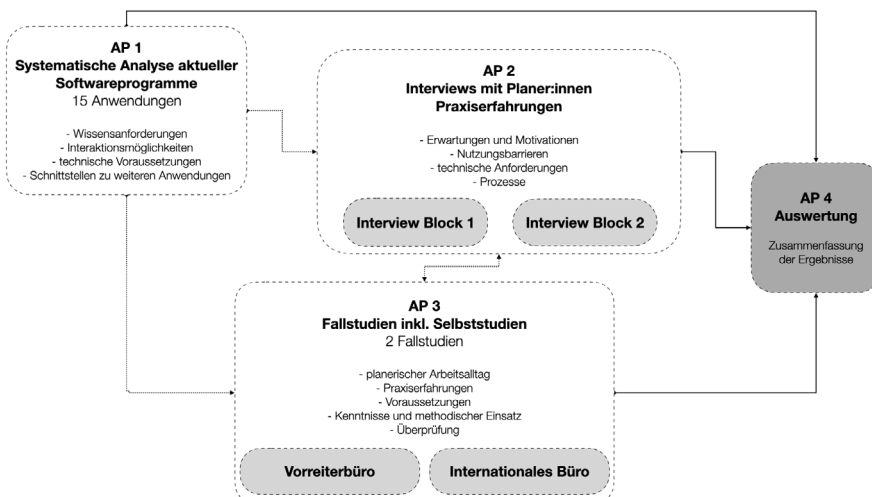 AP 1
Systematische Analyse aktueller
Softwareprogramme
15 Anwendungen
- Wissensanforderungen
- Interaktionsmöglichkeiten
- technische Voraussetzungen
- Schnittstellen zu weiteren Anwendungen
AP 2
Interviews mit Planer:innen
Praxiserfahrungen
- Erwartungen und Motivationen
- Nutzungsbarrieren
- technische Anforderungen
- Prozesse
Interview Block 1
Interview Block 2
AP 3
Fallstudien inkl. Selbststudien
2 Fallstudien
- planerischer Arbeitsalltag
- Praxiserfahrungen
- Voraussetzungen
- Kenntnisse und methodischer Einsatz
- Überprüfung
Vorreiterbüro
Internationales Büro
AP 4
Auswertung
Zusammenfassung
der Ergebnisse